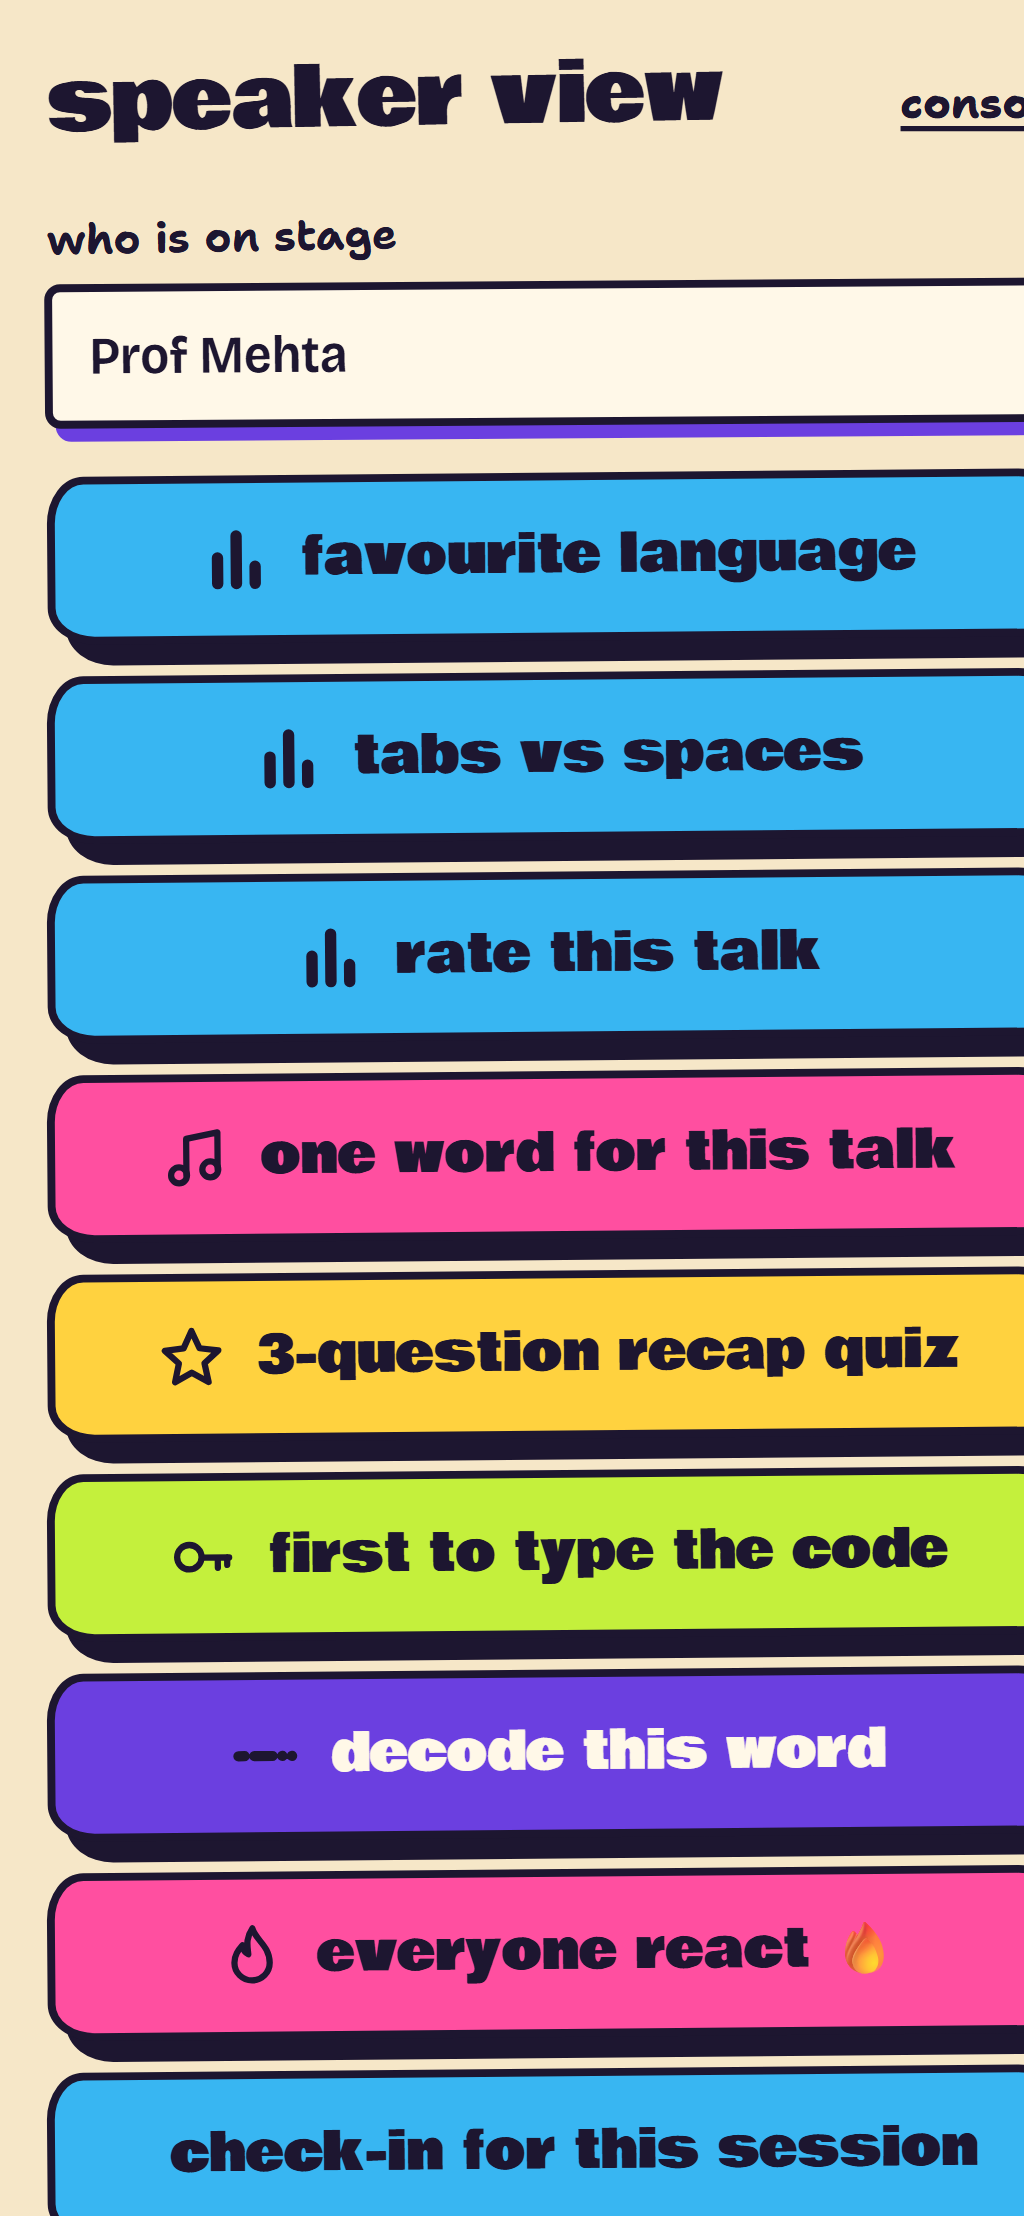 speaker view
conso
who is on stage
Prof Mehta
favourite language
tabs vs spaces
rate this talk
one word for this talk
3-question recap quiz
first to type the code
decode this word
everyone react 🔥
check-in for this session